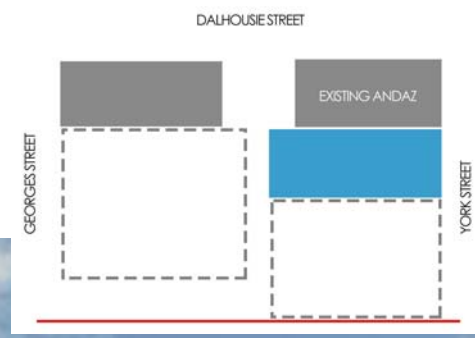 DALHOUSIE STREET
EXISTING ANDAZ
GEORGES STREET
YORK STREET